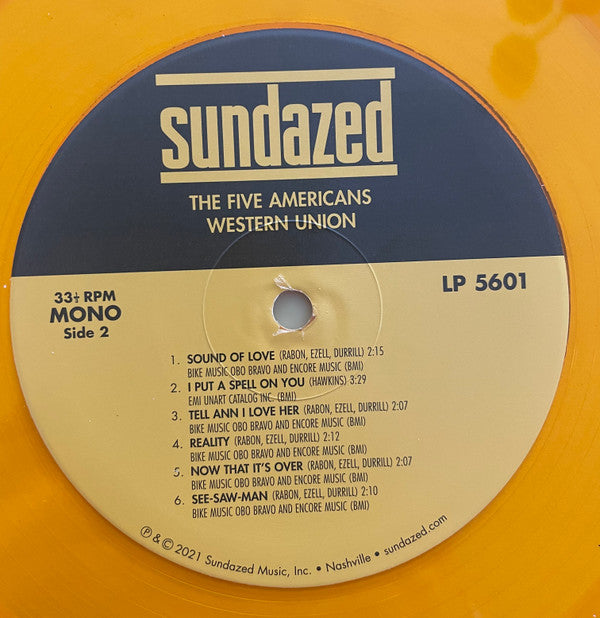 sundazed
THE FIVE AMERICANS
WESTERN UNION
33⅓ RPM
MONO
Side 2
LP 5601
1. SOUND OF LOVE (RABON, EZELL, DURRILL) 2:15
BIKE MUSIC OBO BRAVO AND ENCORE MUSIC (BMI)
2. I PUT A SPELL ON YOU (HAWKINS) 3:29
EMI UNART CATALOG INC. (BMI)
3. TELL ANN I LOVE HER (RABON, EZELL, DURRILL) 2:07
BIKE MUSIC OBO BRAVO AND ENCORE MUSIC (BMI)
4. REALITY (RABON, EZELL, DURRILL) 2:12
BIKE MUSIC OBO BRAVO AND ENCORE MUSIC (BMI)
5. NOW THAT IT'S OVER (RABON, EZELL, DURRILL) 2:07
BIKE MUSIC OBO BRAVO AND ENCORE MUSIC (BMI)
6. SEE-SAW-MAN (RABON, EZELL, DURRILL) 2:10
BIKE MUSIC OBO BRAVO AND ENCORE MUSIC (BMI)
℗ & © 2021 Sundazed Music, Inc. • Nashville • sundazed.com